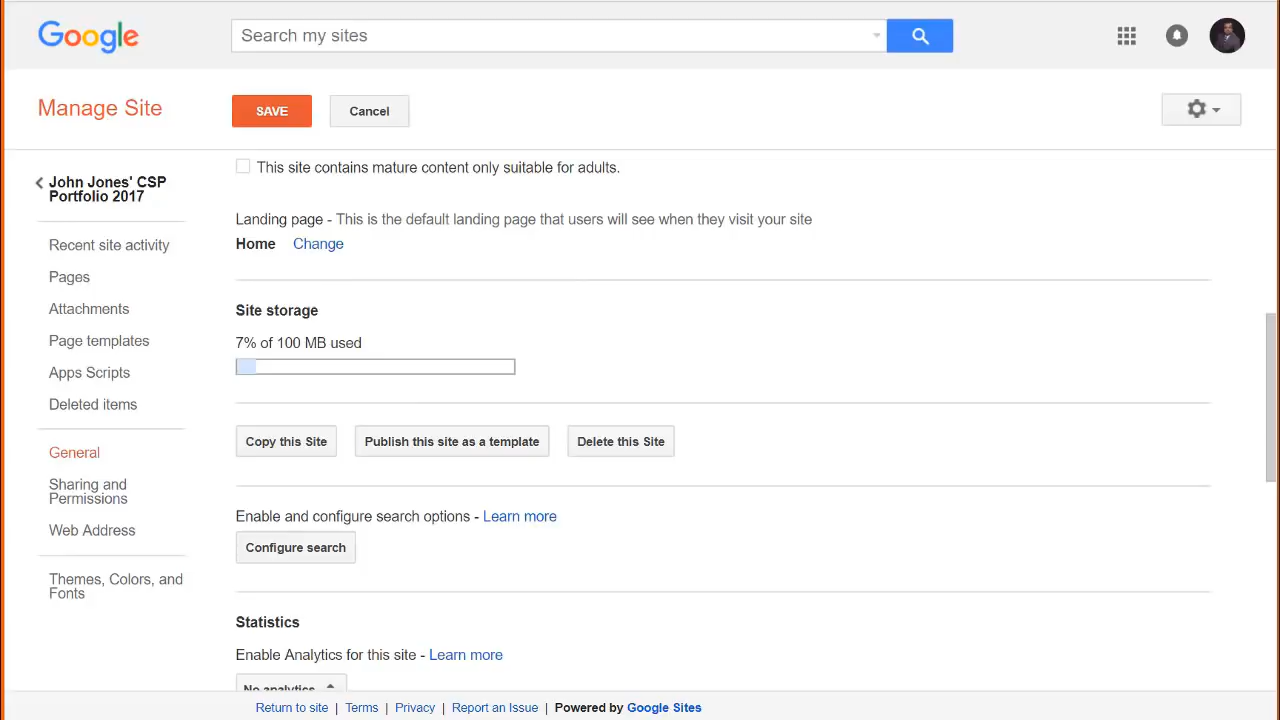 Google
Search my sites
Manage Site
SAVE
Cancel
John Jones' CSP
Portfolio 2017
Recent site activity
Pages
Attachments
Page templates
Apps Scripts
Deleted items
General
Sharing and
Permissions
Web Address
Themes, Colors, and
Fonts
This site contains mature content only suitable for adults.
Landing page - This is the default landing page that users will see when they visit your site
Home Change
Site storage
7% of 100 MB used
Copy this Site
Publish this site as a template
Delete this Site
Enable and configure search options - Learn more
Configure search
Statistics
Enable Analytics for this site - Learn more
No analytics
Return to site | Terms | Privacy | Report an Issue | Powered by Google Sites